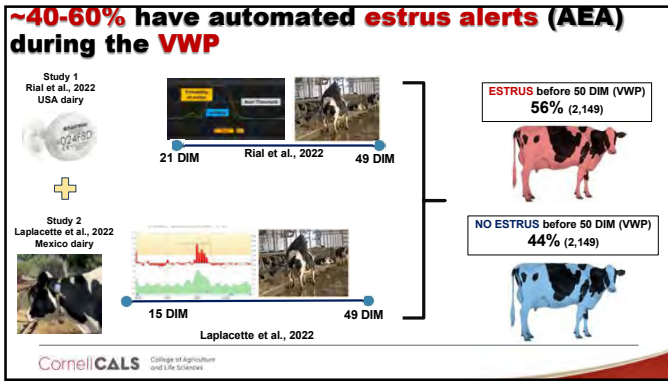 ~40-60% have automated estrus alerts (AEA)
during the VWP
Study 1
Rial et al., 2022
USA dairy
Study 2
Laplacette et al., 2022
Mexico dairy
21 DIM
Rial et al., 2022
49 DIM
15 DIM
49 DIM
Laplacette et al., 2022
ESTRUS before 50 DIM (VWP)
56% (2,149)
NO ESTRUS before 50 DIM (VWP)
44% (2,149)
CornellCALS
College of Agriculture
and Life Sciences